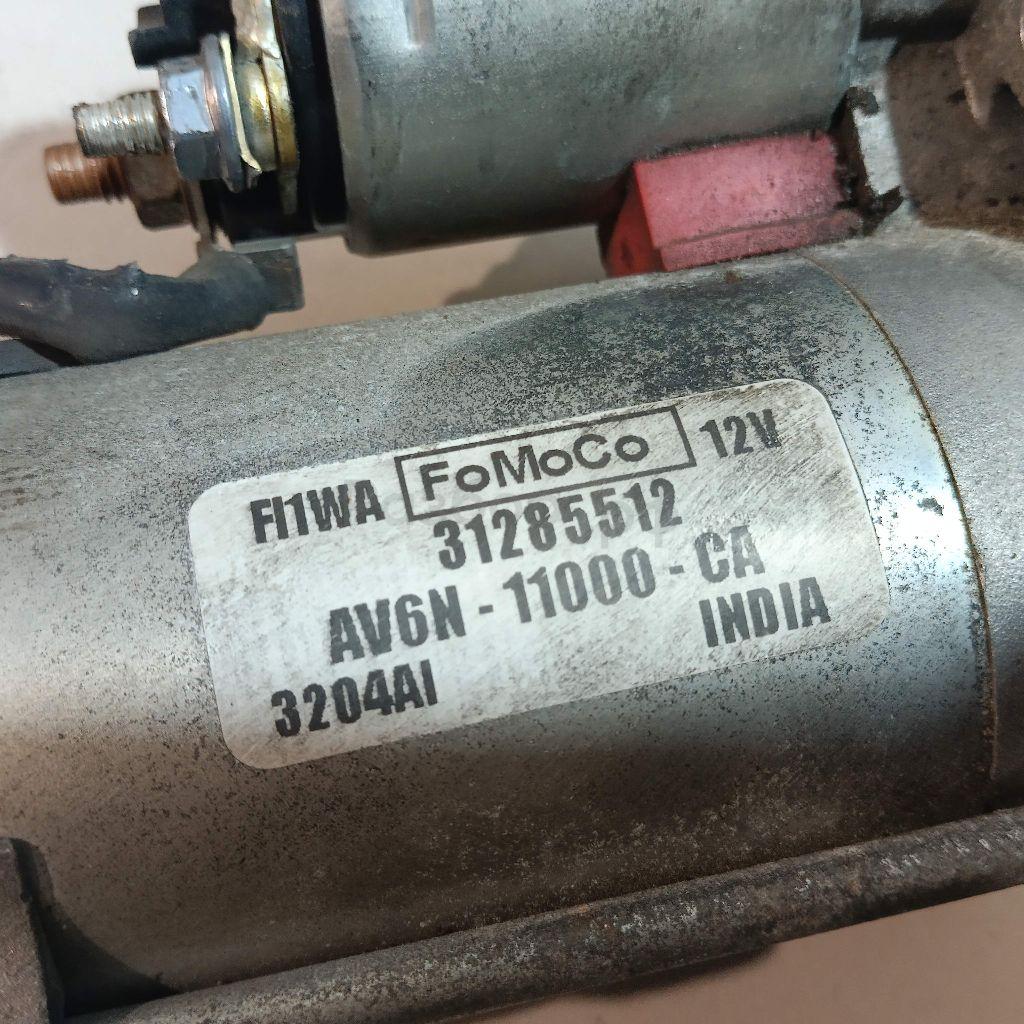 FI1WA FoMoCo 12V
31285512
AV6N - 11000 - CA
3204AI INDIA